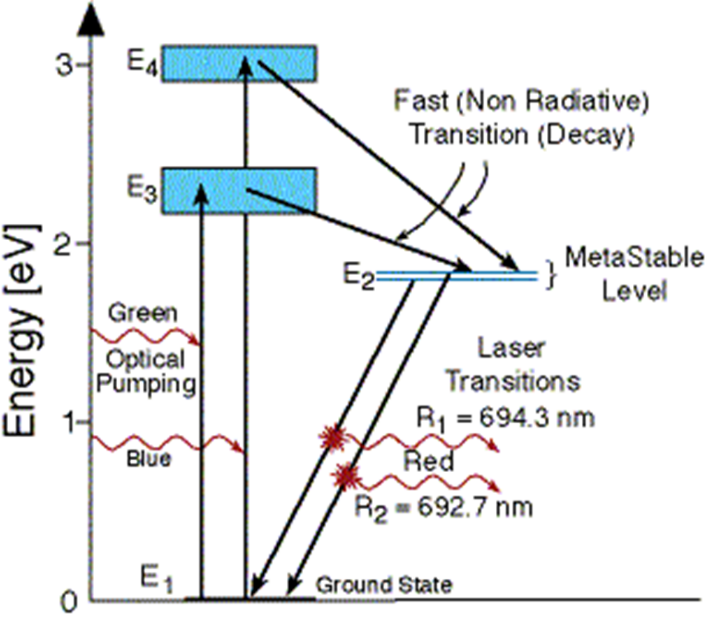 3
E4
Fast (Non Radiative)
Transition (Decay)
E3
Energy [eV]
2
E2
}
MetaStable
Level
Green
Optical
Pumping
Laser
Transitions
1
R1 = 694.3 nm
Blue
Red
R2 = 692.7 nm
E1
Ground State
0